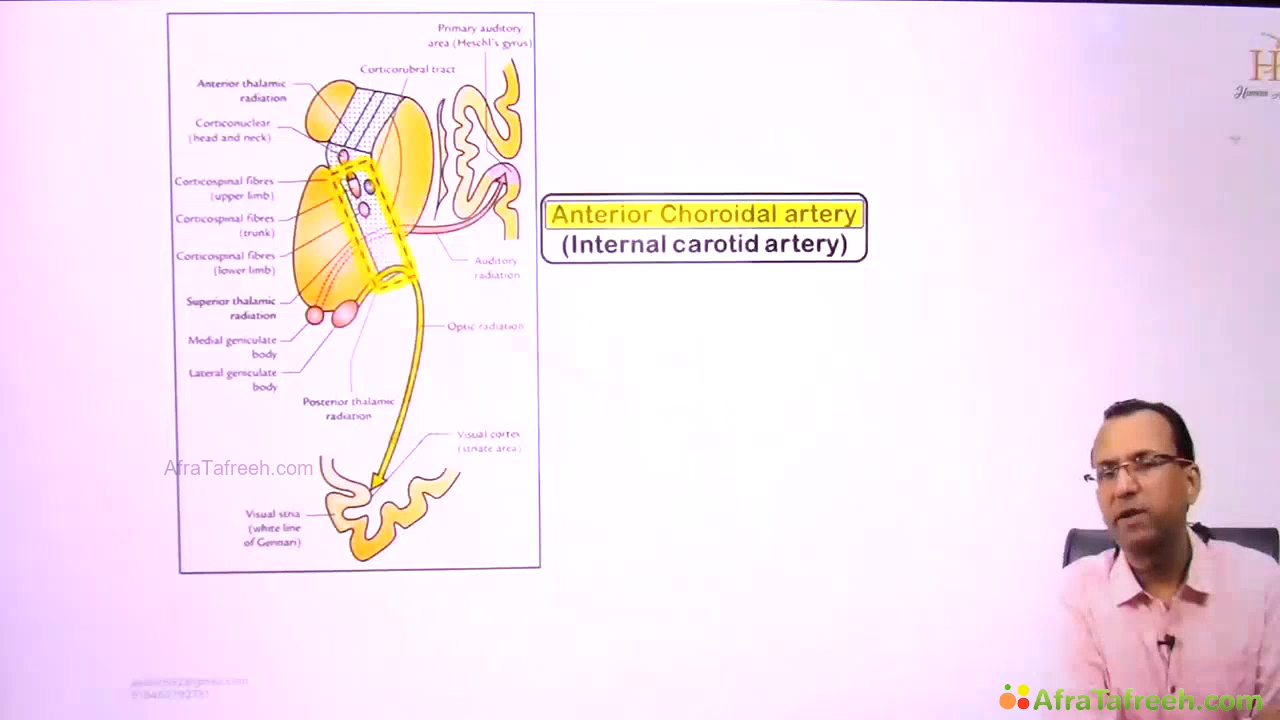 Primary auditory
area (Heschl's gyrus)
Corticorubral tract
Anterior thalamic
radiation
Corticonuclear
(head and neck)
Corticospinal fibres
(upper limb)
Corticospinal fibres
(trunk)
Corticospinal fibres
(lower limb)
Superior thalamic
radiation
Medial geniculate
body
Lateral geniculate
body
Auditory
radiation
Optic radiation
Posterior thalamic
radiation
Visual cortex
(striate area)
Visual stria
(white line
of Gennari)
Anterior Choroidal artery
(Internal carotid artery)
AfraTafreeh.com
Human
AfraTafreeh.com